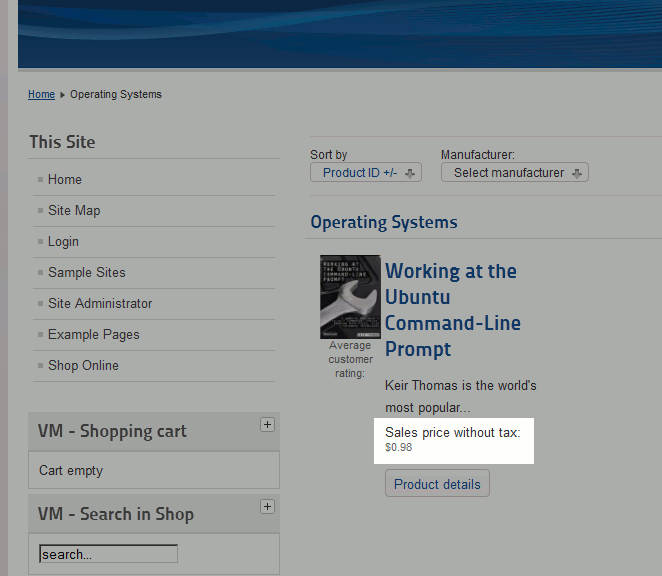 Home Operating Systems
This Site
Home
Site Map
Login
Sample Sites
Site Administrator
Example Pages
Shop Online
VM - Shopping cart
+
Cart empty
VM - Search in Shop
+
search...
Sort by
Product ID +/-
Manufacturer:
Select manufacturer
Operating Systems
WORKING AT
THE UBUNTU
COMMAND-LINE
PROMPT
Average
customer
rating:
Working at the
Ubuntu
Command-Line
Prompt
Keir Thomas is the world's
most popular...
Sales price without tax:
$0.98
Product details